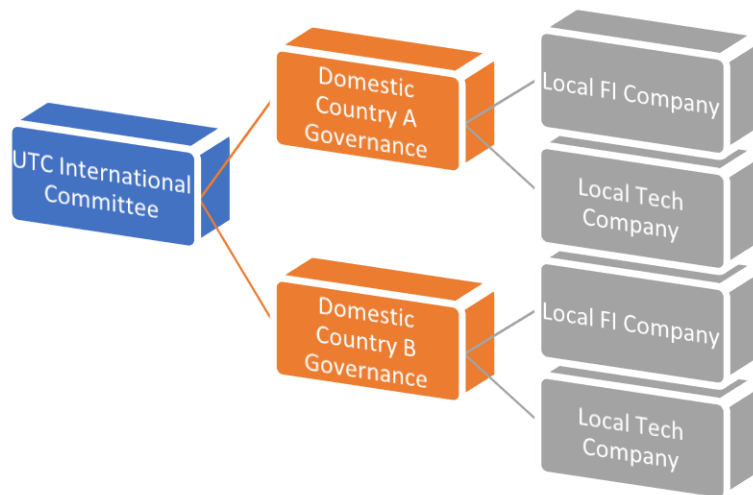 UTC International
Committee
Domestic
Country A
Governance
Local FI Company
Local Tech
Company
Domestic
Country B
Governance
Local FI Company
Local Tech
Company